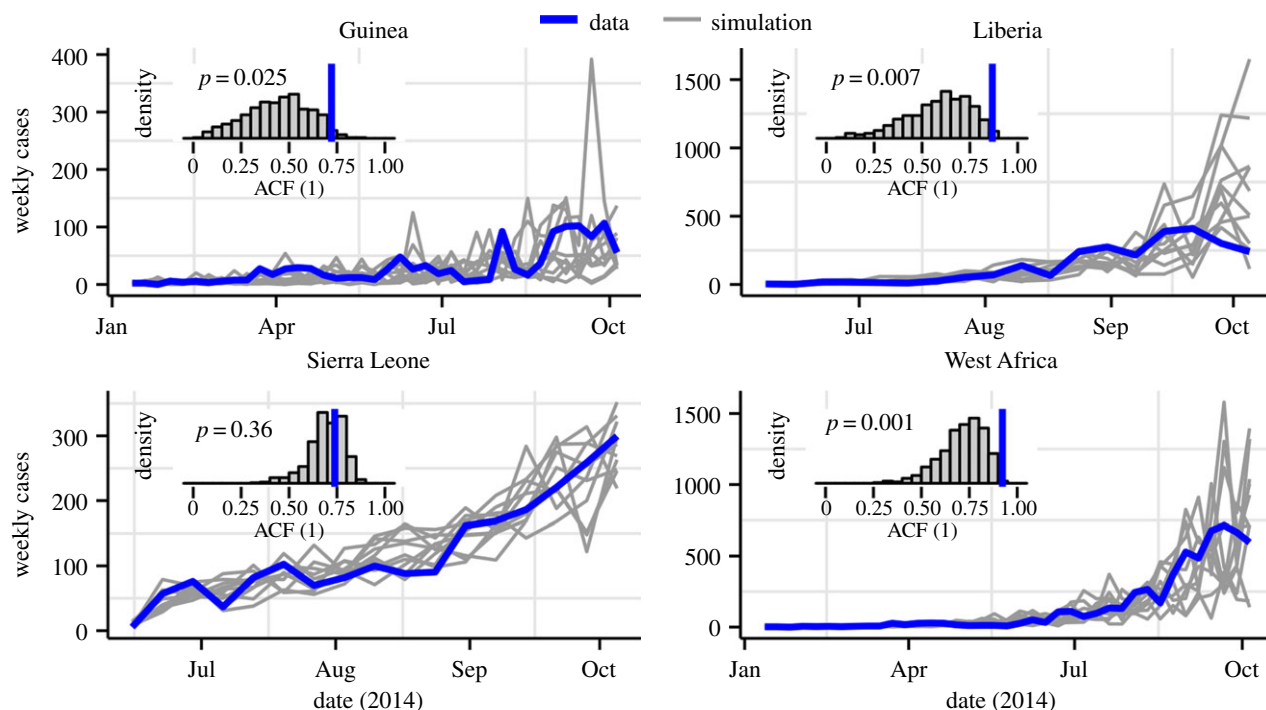 data simulation
Guinea
Liberia
weekly cases
400
300
200
100
0
density
p = 0.025
0 0.25 0.50 0.75 1.00
ACF (1)
Jan Apr Jul Oct
1500
1000
500
0
density
p = 0.007
0 0.25 0.50 0.75 1.00
ACF (1)
Jul Aug Sep Oct
Sierra Leone
West Africa
weekly cases
300
200
100
0
density
p = 0.36
0 0.25 0.50 0.75 1.00
ACF (1)
Jul Aug Sep Oct
date (2014)
1500
1000
500
0
density
p = 0.001
0 0.25 0.50 0.75 1.00
ACF (1)
Jan Apr Jul Oct
date (2014)